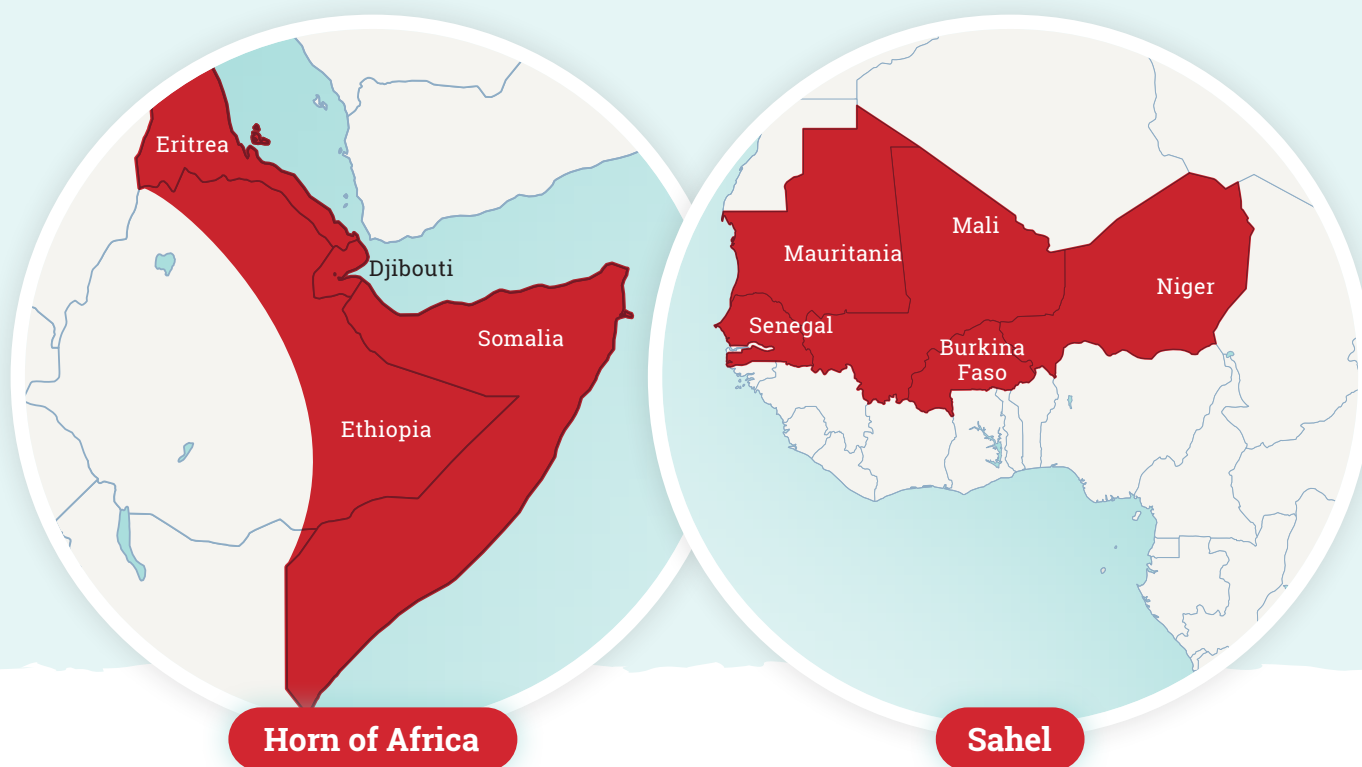 Eritrea
Djibouti
Somalia
Ethiopia
Horn of Africa
Mali
Mauritania
Niger
Senegal
Burkina
Faso
Sahel